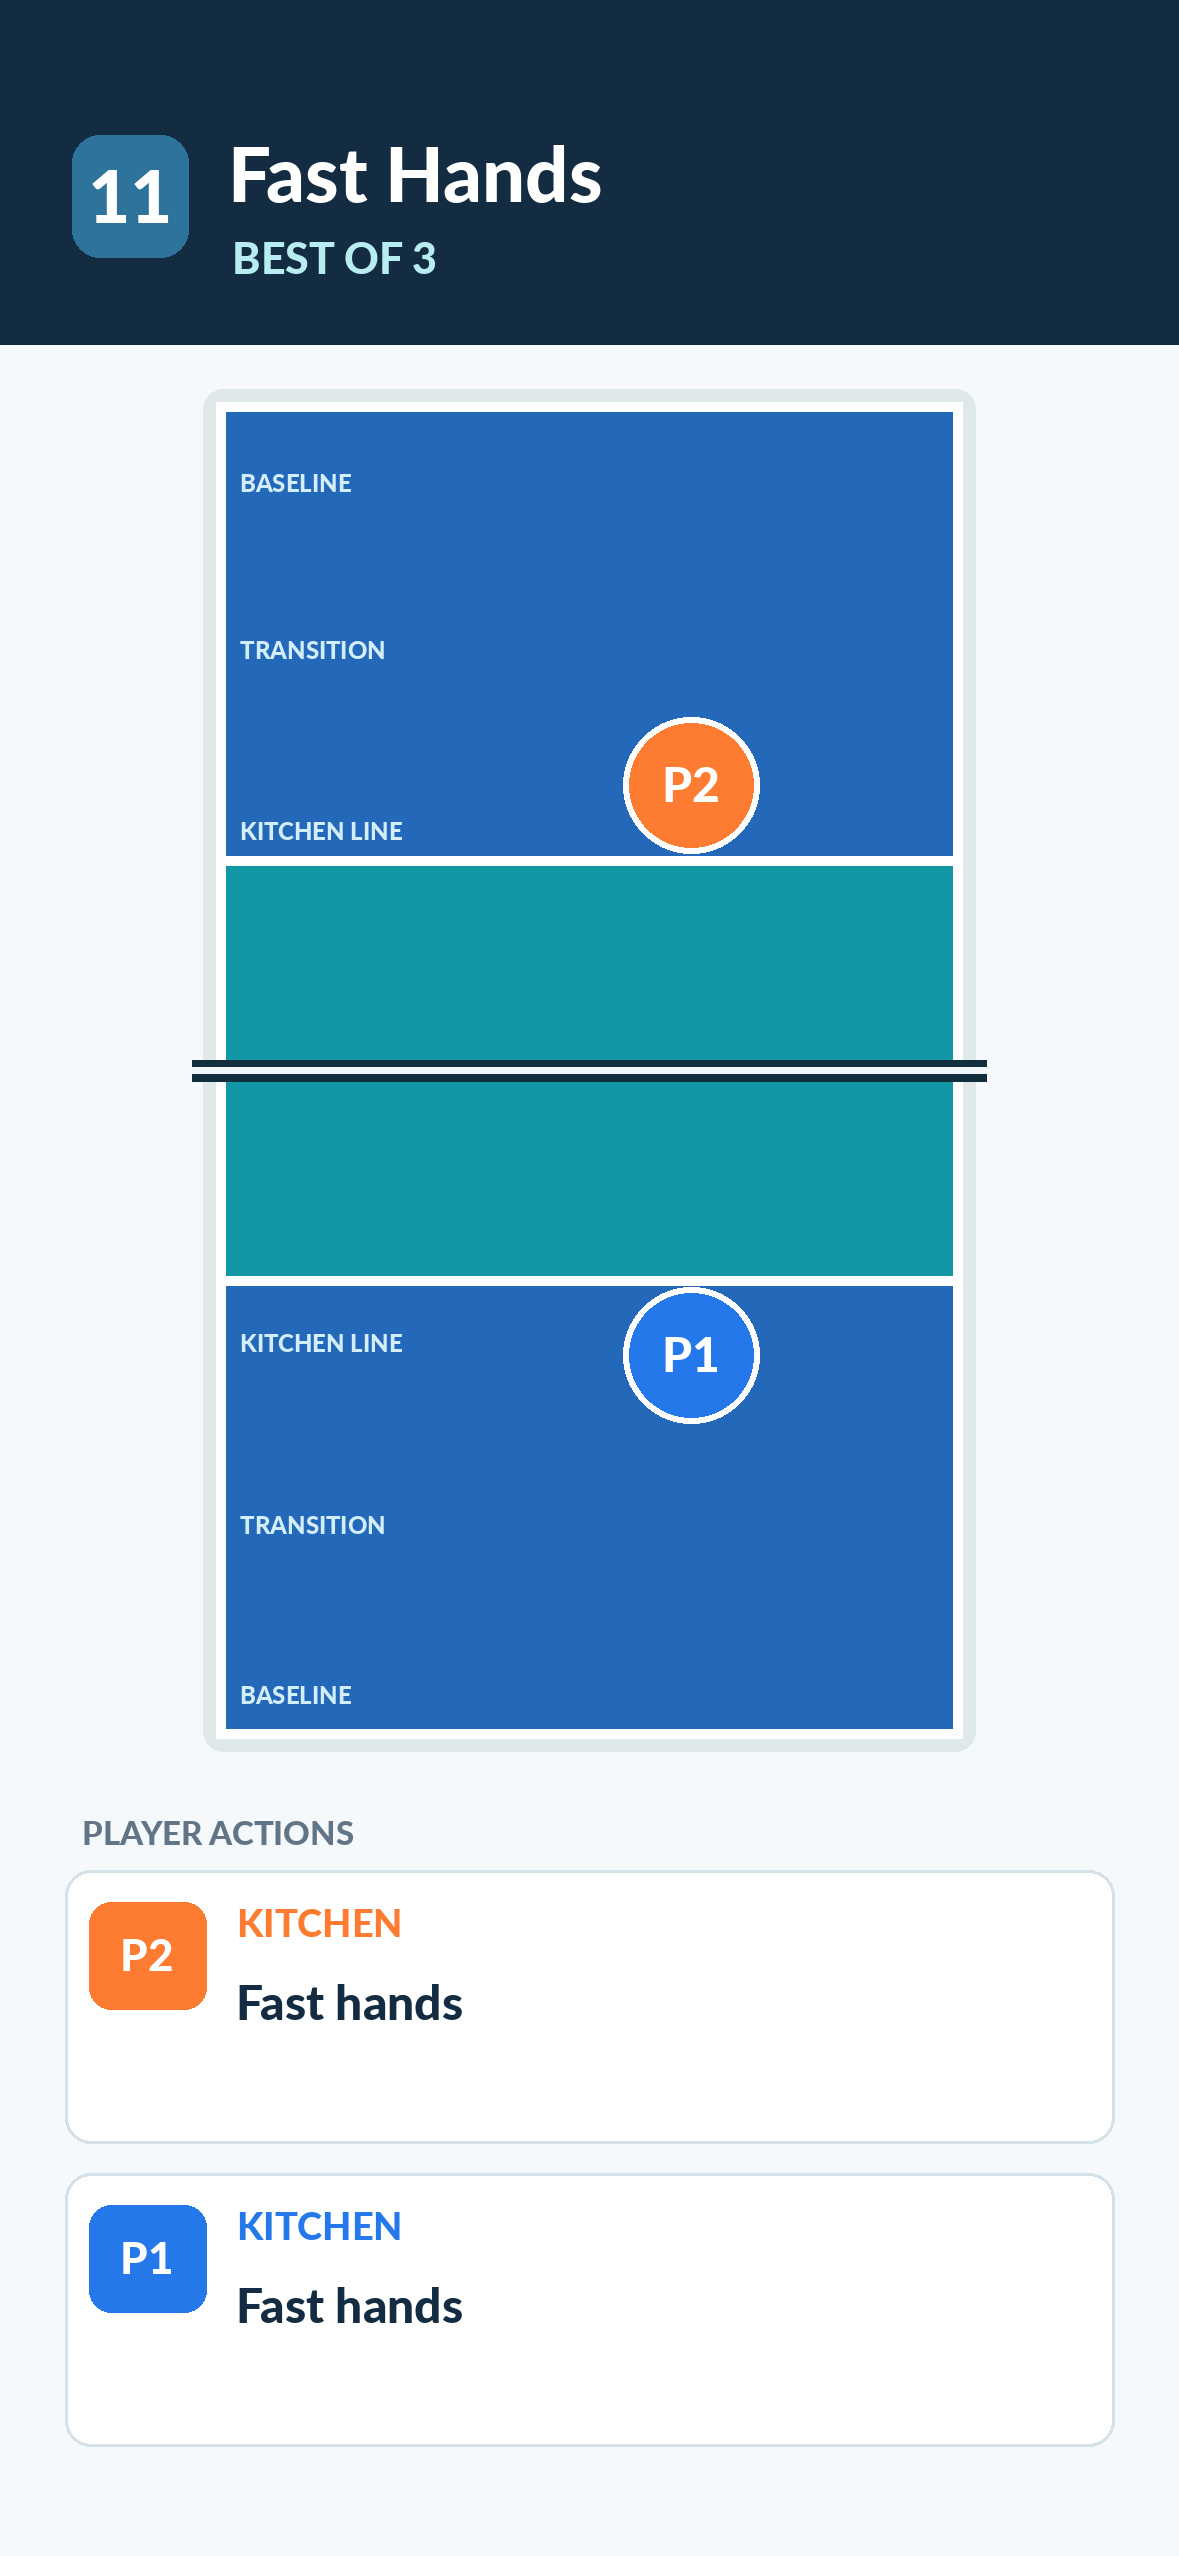 11
Fast Hands
BEST OF 3
BASELINE
TRANSITION
P2
KITCHEN LINE
KITCHEN LINE
P1
TRANSITION
BASELINE
PLAYER ACTIONS
P2
KITCHEN
Fast hands
P1
KITCHEN
Fast hands